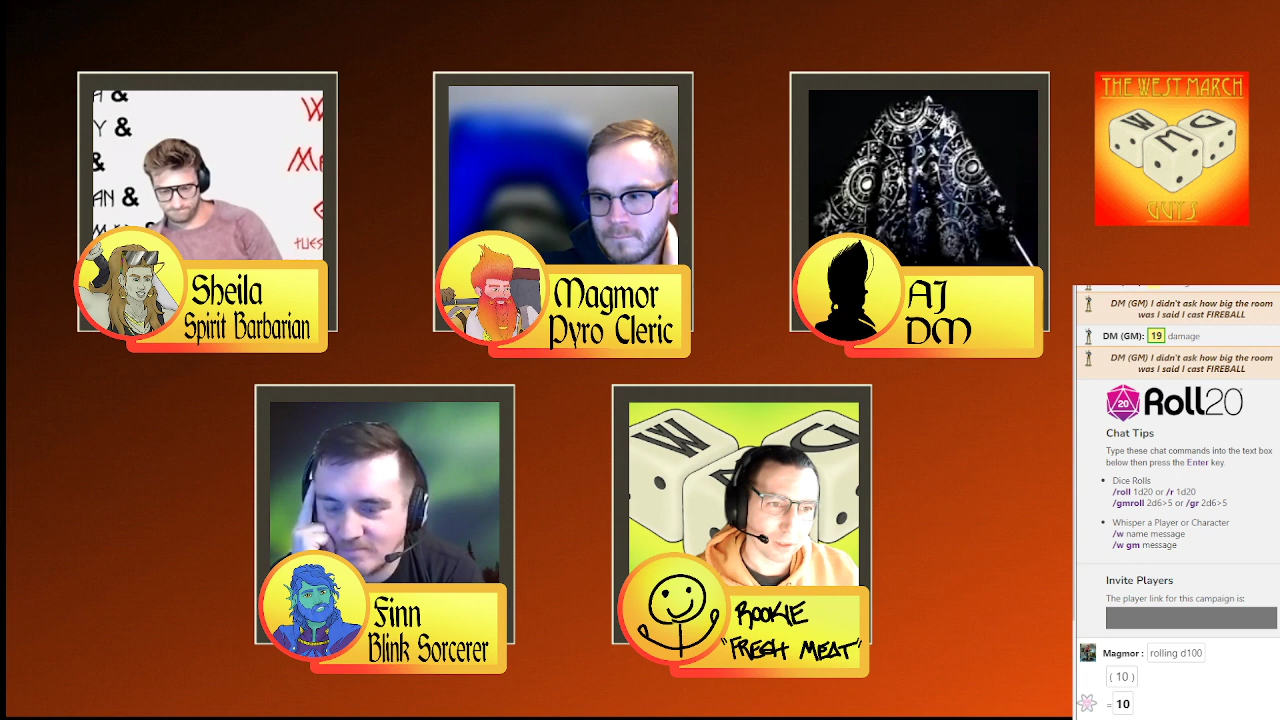 A &
Y &
&
AN &
W
MA
TUES
Sheila
Spirit Barbarian
Magmor
Pyro Cleric
AJ
DM
THE WEST MARCH
W M G
GUYS
W G
Finn
Blink Sorcerer
ROOKIE
"FRESH MEAT"
DM (GM) I didn't ask how big the room
was I said I cast FIREBALL
DM (GM): 19 damage
DM (GM) I didn't ask how big the room
was I said I cast FIREBALL
20 Roll20
Chat Tips
Type these chat commands into the text box
below then press the Enter key.
Dice Rolls
/roll 1d20 or /r 1d20
/gmroll 2d6>5 or /gr 2d6>5
Whisper a Player or Character
/w name message
/w gm message
Invite Players
The player link for this campaign is:
Magmor : rolling d100
( 10 )
= 10